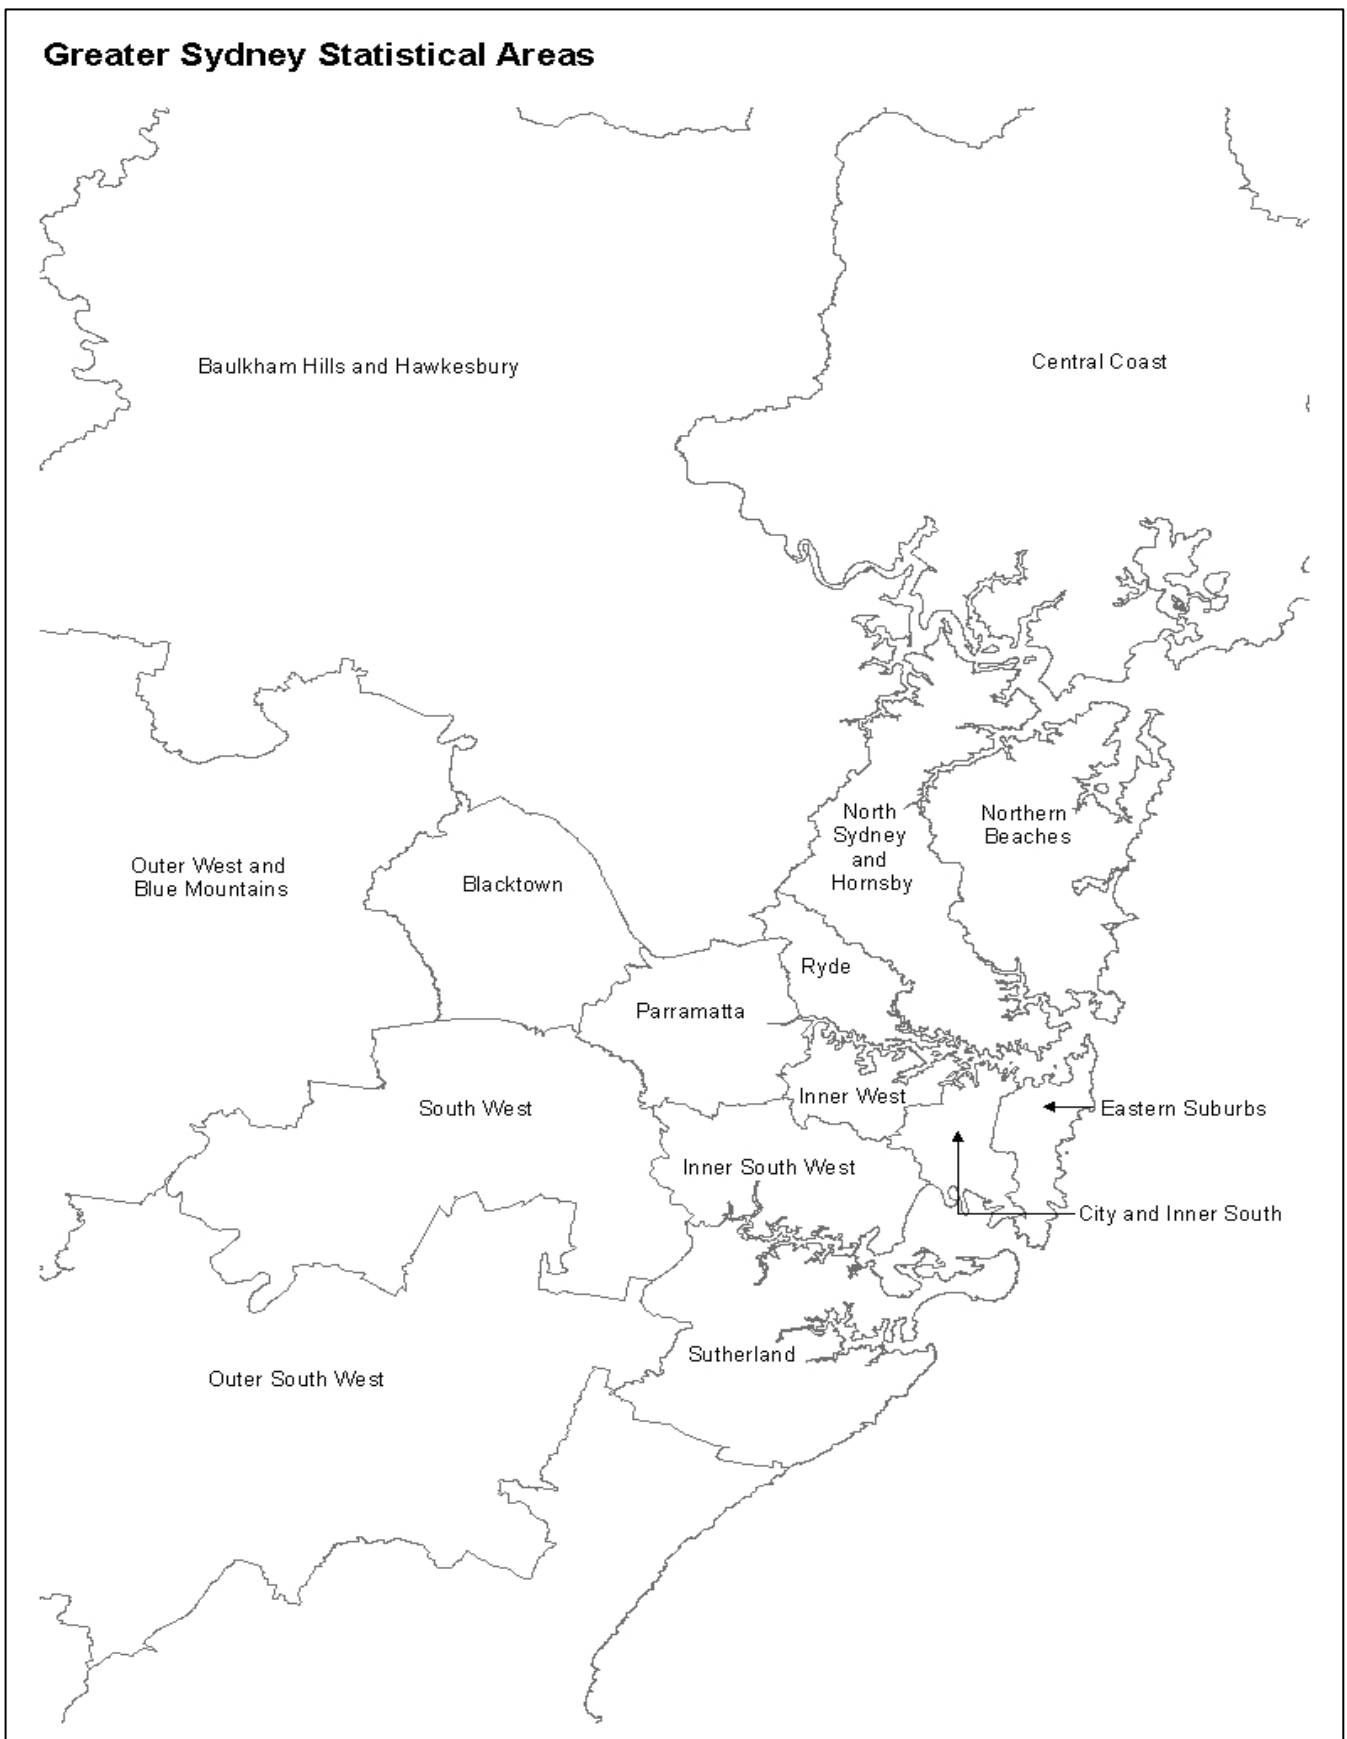 Greater Sydney Statistical Areas
Baulkham Hills and Hawkesbury
Central Coast
North
Sydney
and
Hornsby
Northern
Beaches
Outer West and
Blue Mountains
Blacktown
Ryde
Parramatta
Inner West
South West
Eastern Suburbs
Inner South West
City and Inner South
Sutherland
Outer South West